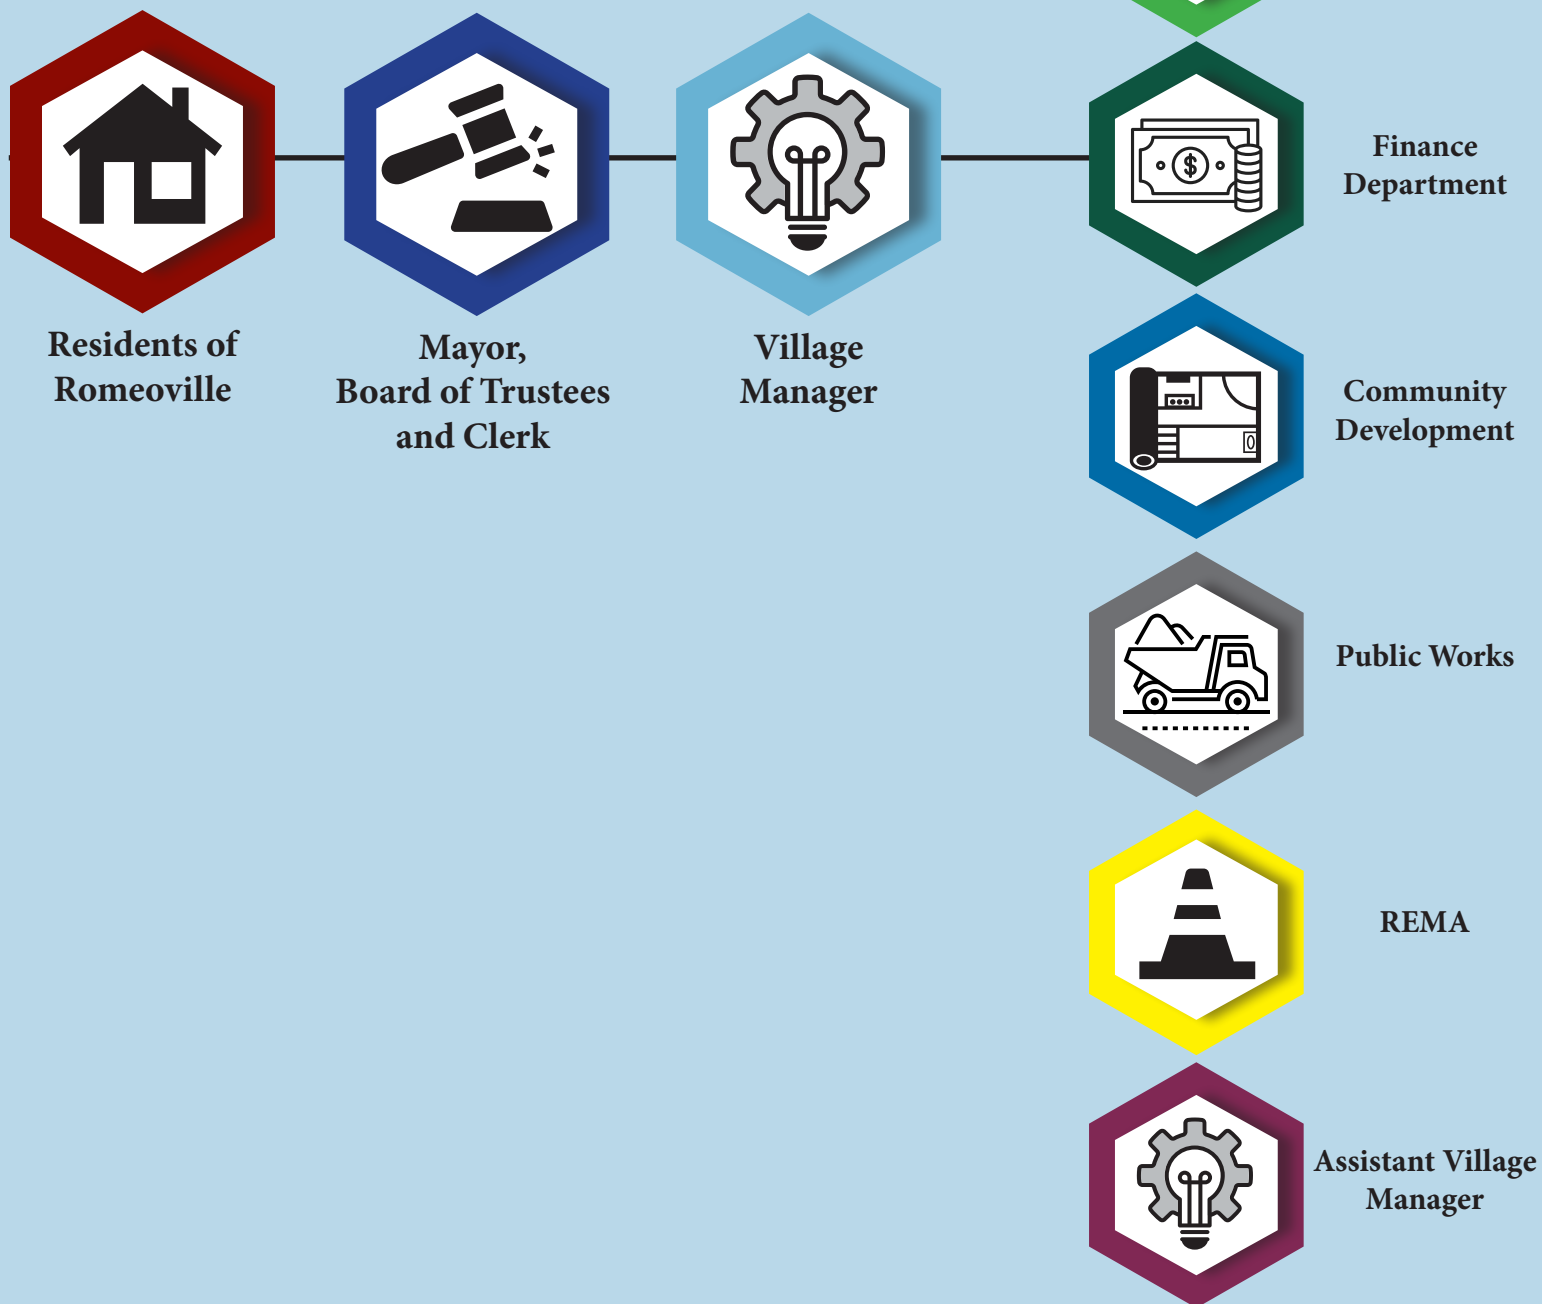 Residents of
Romeoville
Mayor,
Board of Trustees
and Clerk
Village
Manager
$
Finance
Department
Community
Development
Public Works
REMA
Assistant Village
Manager